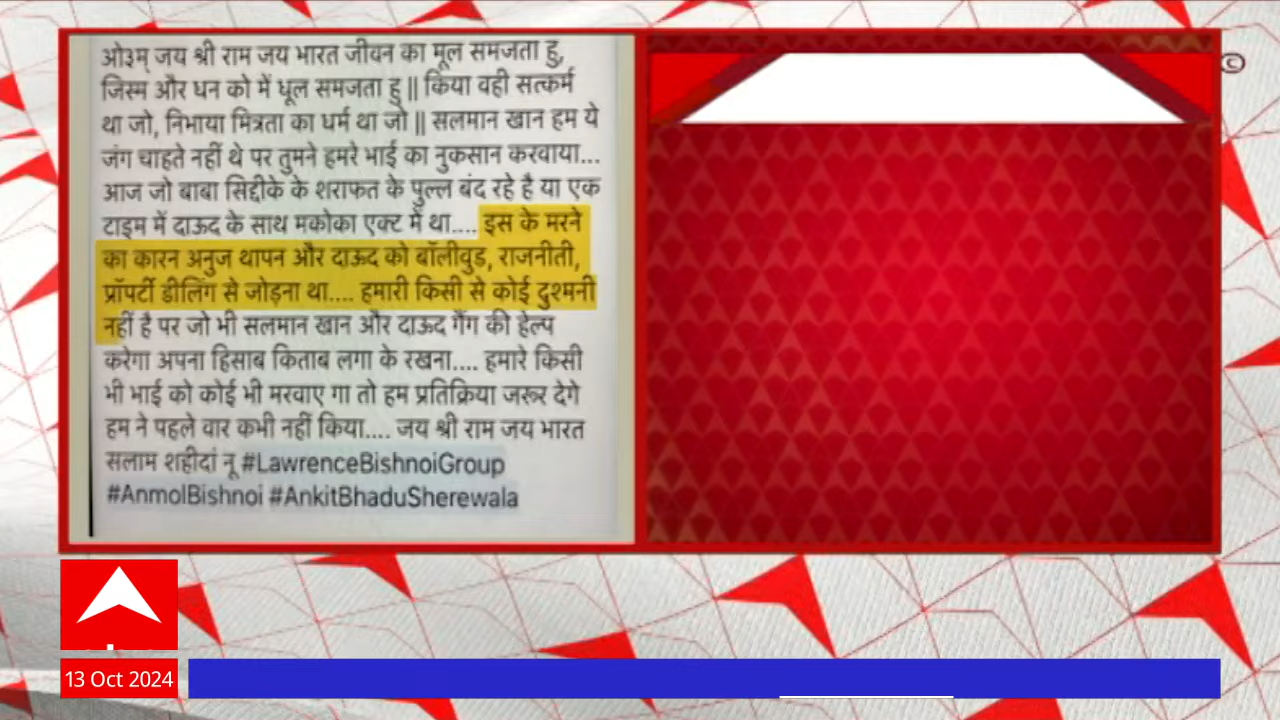 ओ३म् जय श्री राम जय भारत जीवन का मूल समजता हु,
जिस्म और धन को में धूल समजता हु || किया वही सत्कर्म
था जो, निभाया मित्रता का धर्म था जो || सलमान खान हम ये
जंग चाहते नहीं थे पर तुमने हमरे भाई का नुकसान करवाया...
आज जो बाबा सिद्दीके के शराफत के पुल्ल बंद रहे है या एक
टाइम में दाऊद के साथ मकोका एक्ट में था.... इस के मरने
का कारन अनुज थापन और दाऊद को बॉलीवुड, राजनीती,
प्रॉपर्टी डीलिंग से जोड़ना था.... हमारी किसी से कोई दुश्मनी
नहीं है पर जो भी सलमान खान और दाऊद गैंग की हेल्प
करेगा अपना हिसाब किताब लगा के रखना.... हमारे किसी
भी भाई को कोई भी मरवाए गा तो हम प्रतिक्रिया जरूर देगे
हम ने पहले वार कभी नहीं किया.... जय श्री राम जय भारत
सलाम शहीदां नू #LawrenceBishnoiGroup
#AnmolBishnoi #AnkitBhaduSherewala
©
13 Oct 2024